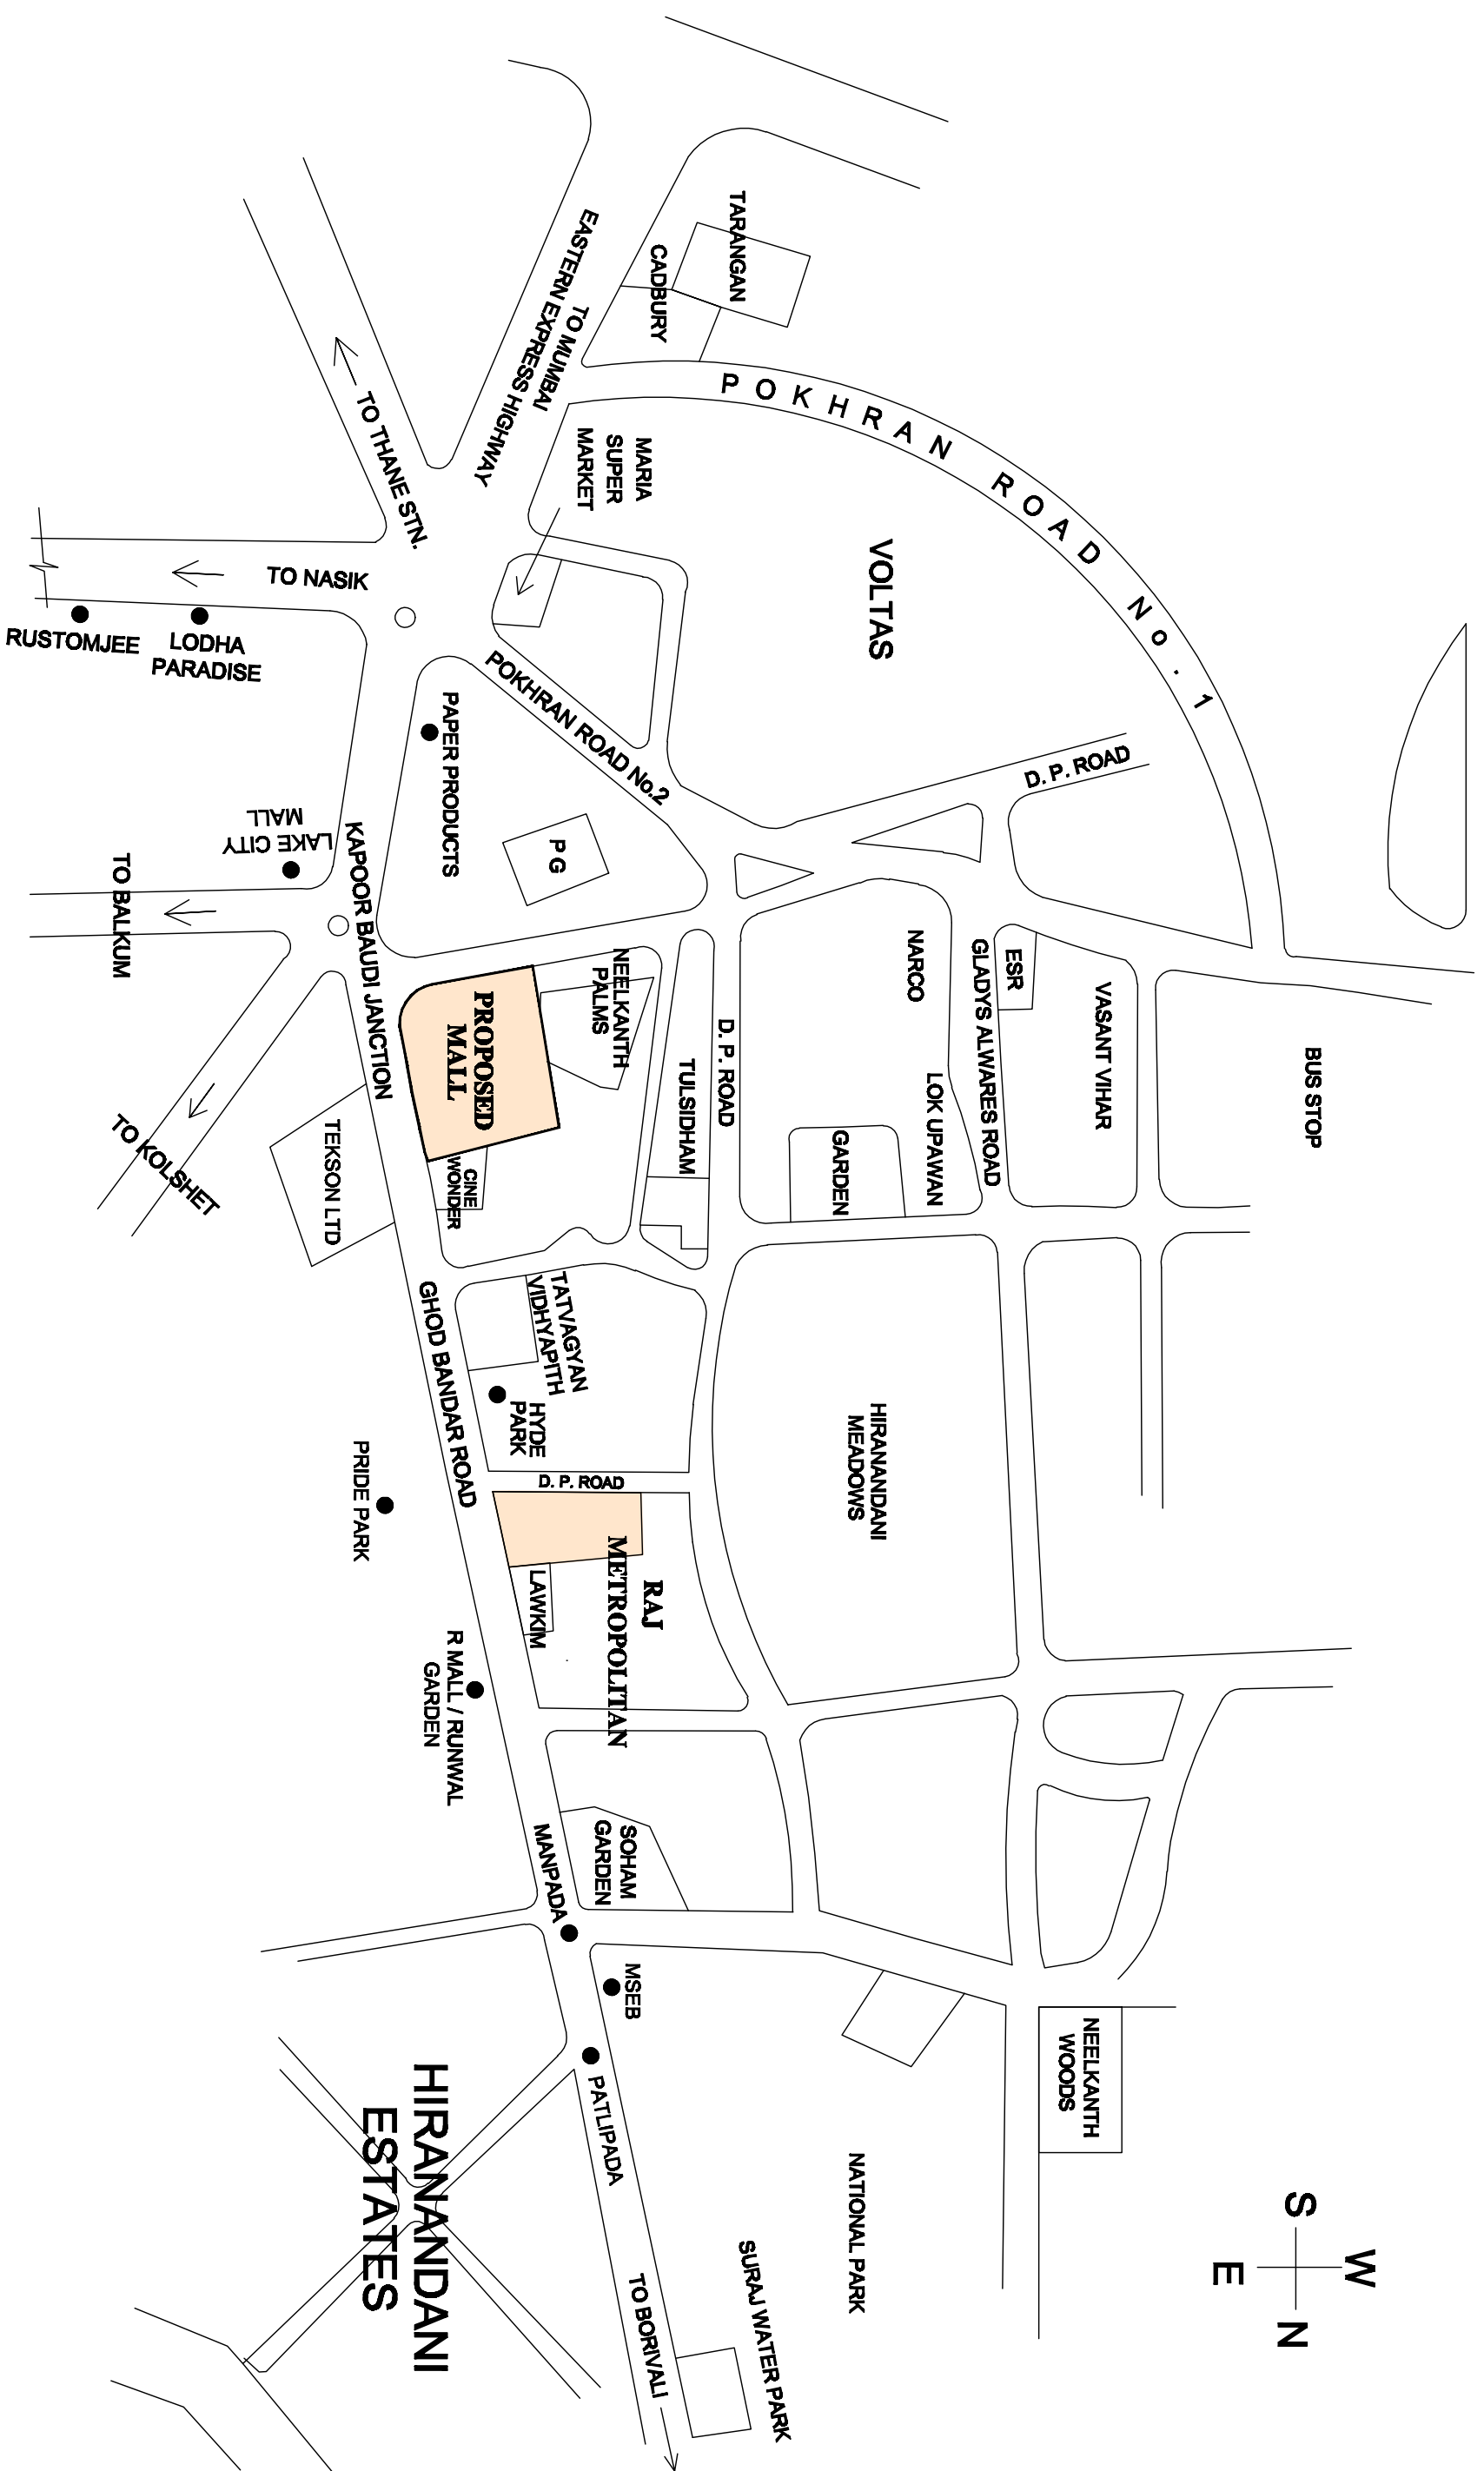 TARANGAN
CADBURY
TO MUMBAI
EASTERN EXPRESS HIGHWAY
POKHRAN ROAD No. 1
TO THANE STN.
MARIA
SUPER
MARKET
VOLTAS
TO NASIK
RUSTOMJEE
LODHA
PARADISE
POKHRAN ROAD No.2
PAPER PRODUCTS
D. P. ROAD
P G
LAKE CITY
MALL
KAPOOR BAUDI JANCTION
TO BALKUM
NARCO
ESR
GLADYS ALWARES ROAD
VASANT VIHAR
BUS STOP
NEELKANTH
PALMS
PROPOSED
MALL
D. P. ROAD
TULSIDHAM
LOK UPAWAN
GARDEN
TO KOLSHET
TEKSON LTD
CINE
WONDER
TATVAGYAN
VIDHYAPITH
GHOD BANDAR ROAD
HYDE
PARK
HIRANANDANI
MEADOWS
PRIDE PARK
D. P. ROAD
RAJ
METROPOLITAN
LAWKIM
R MALL / RUNWAL
GARDEN
SOHAM
GARDEN
MANPADA
MSEB
NEELKANTH
WOODS
PATLIPADA
HIRANANDANI
ESTATES
NATIONAL PARK
SURAJ WATER PARK
TO BORIVALI
S
W
E
N